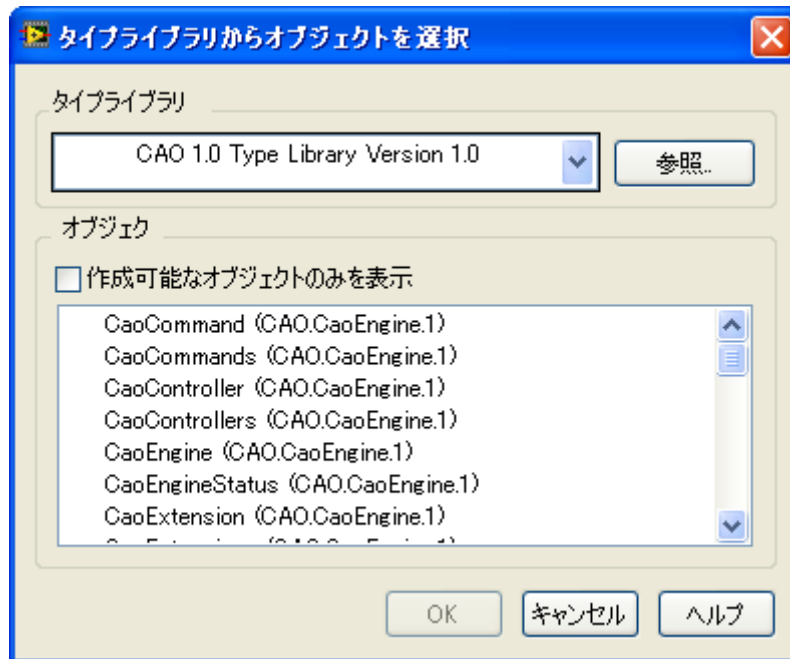 タイプライブラリからオブジェクトを選択
タイプライブラリ
CAO 1.0 Type Library Version 1.0
参照..
オブジェク
作成可能なオブジェクトのみを表示
CaoCommand (CAO.CaoEngine.1)
CaoCommands (CAO.CaoEngine.1)
CaoController (CAO.CaoEngine.1)
CaoControllers (CAO.CaoEngine.1)
CaoEngine (CAO.CaoEngine.1)
CaoEngineStatus (CAO.CaoEngine.1)
CaoExtension (CAO.CaoEngine.1)
OK
キャンセル
ヘルプ